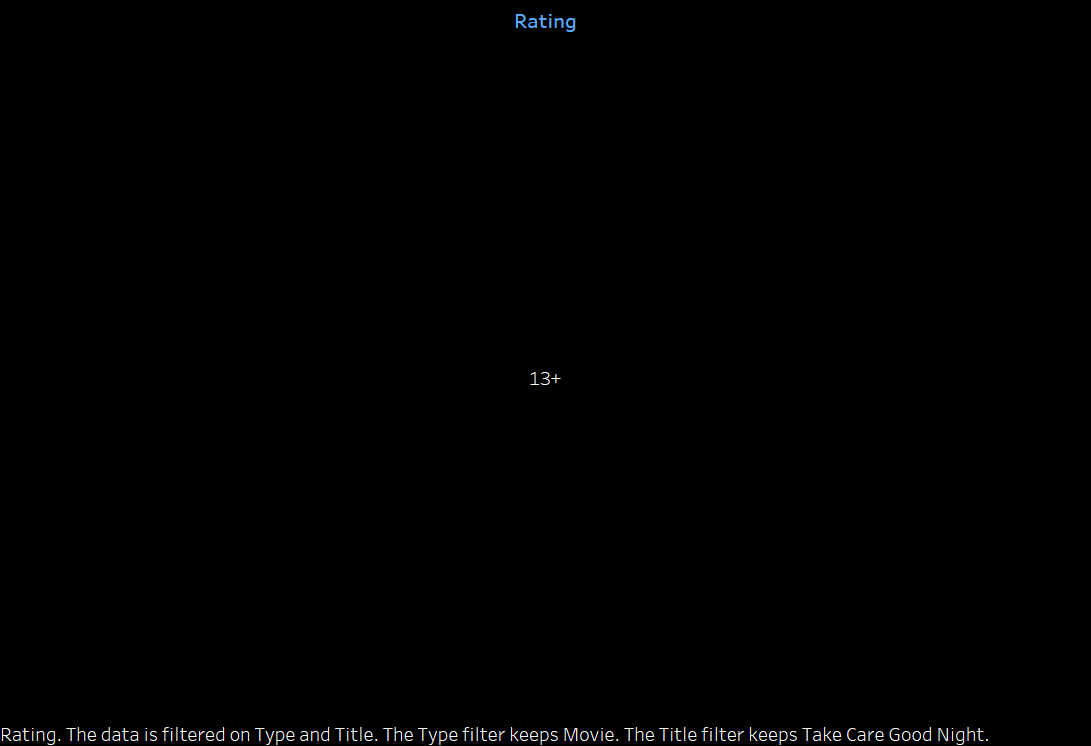 Rating
13+
Rating. The data is filtered on Type and Title. The Type filter keeps Movie. The Title filter keeps Take Care Good Night.